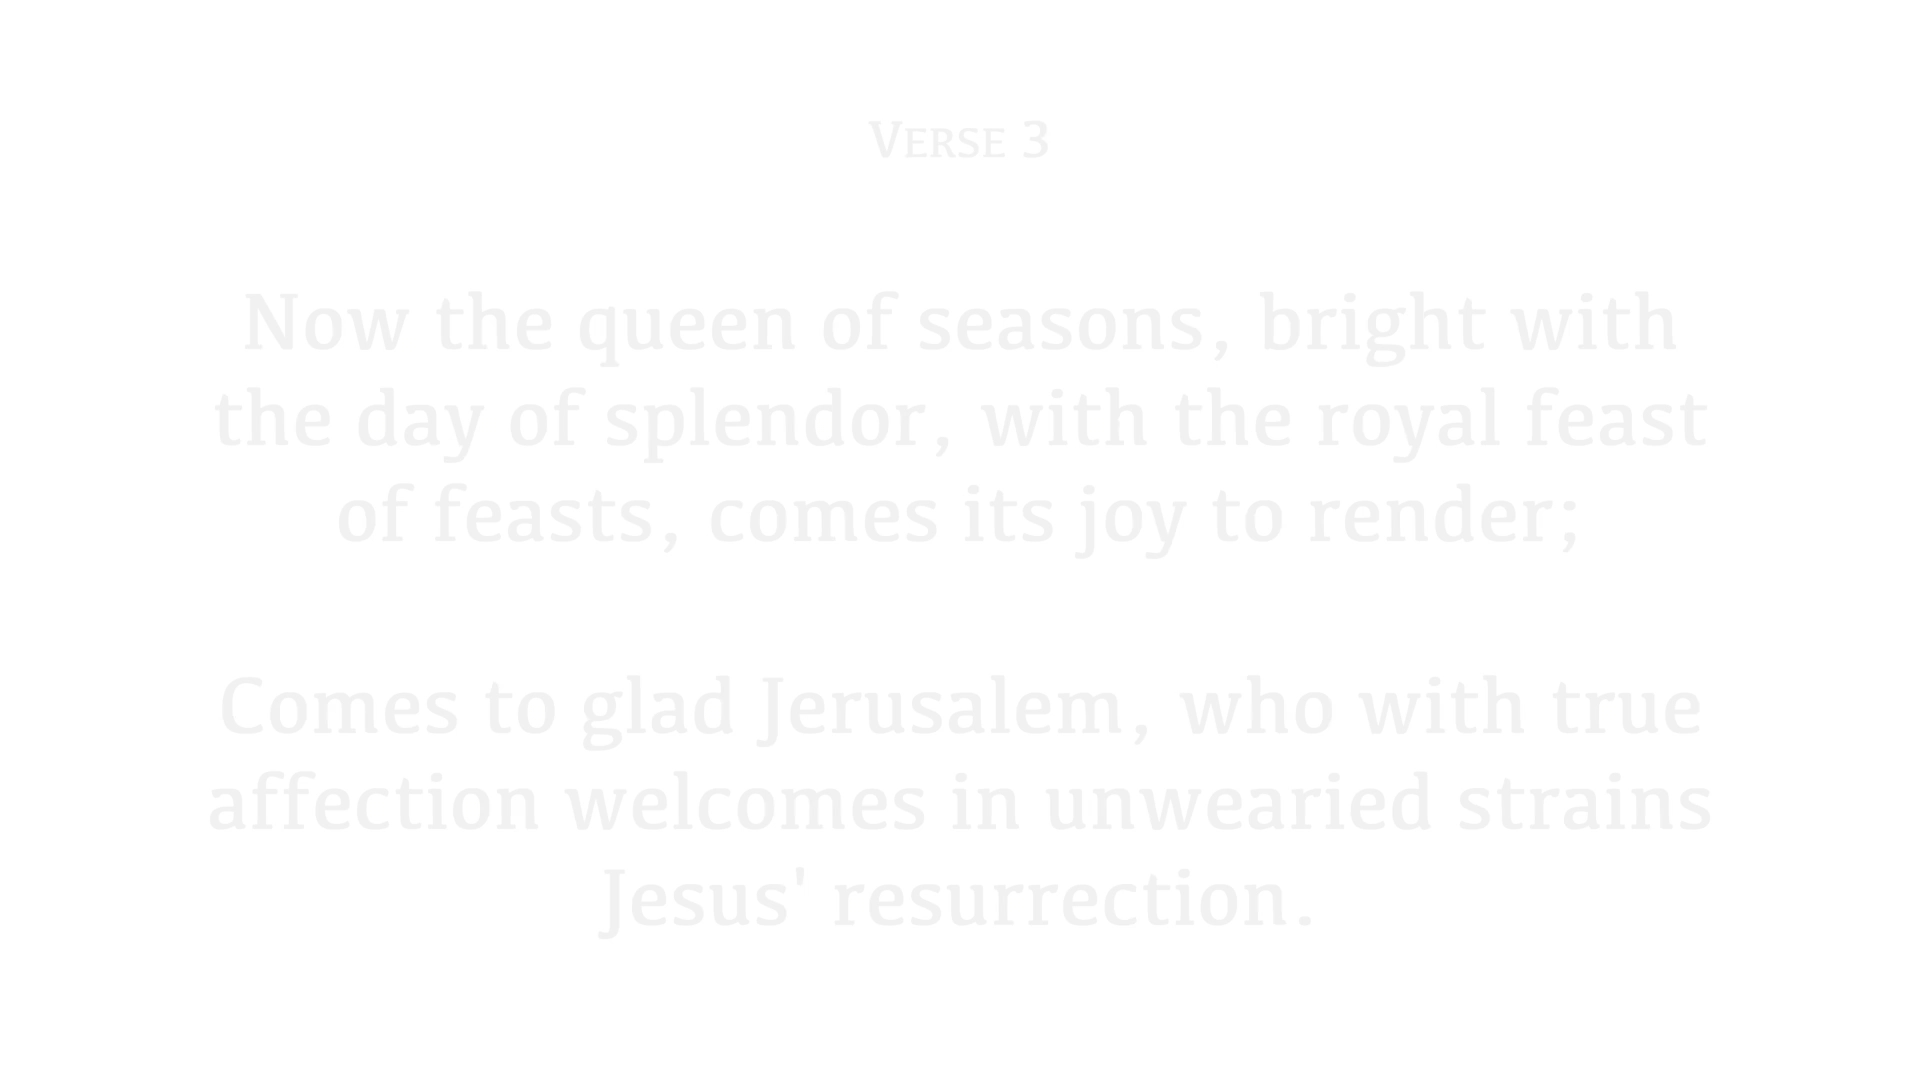 Verse 3
Now the queen of seasons, bright with
the day of splendor, with the royal feast
of feasts, comes its joy to render;
Comes to glad Jerusalem, who with true
affection welcomes in unwearied strains
Jesus' resurrection.